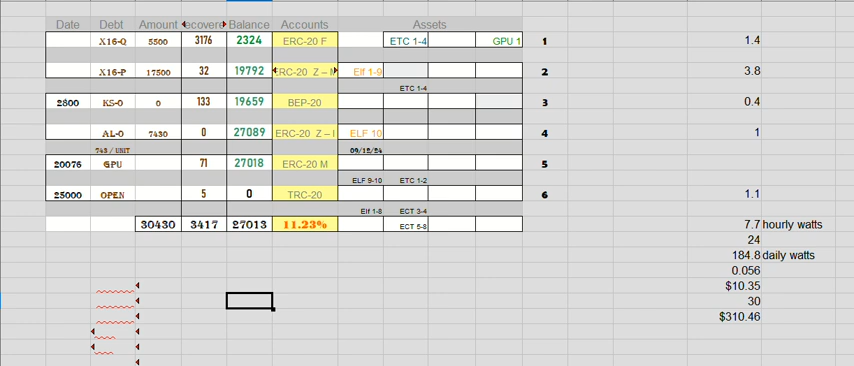 Date Debt Amount ecovere Balance Accounts Assets
X16-Q 5500 3176 2324 ERC-20 F ETC 1-4 GPU 1 1 1.4
X16-P 17500 32 19792 ERC-20 Z – M Elf 1-9 2 3.8
ETC 1-4
2800 KS-0 0 133 19659 BEP-20 3 0.4
AL-0 7430 0 27089 ERC-20 Z – I ELF 10 4 1
743 / UNIT 09/12/24
20076 GPU 71 27018 ERC-20 M 5
ELF 9-10 ETC 1-2
25000 OPEN 5 0 TRC-20 6 1.1
Elf 1-8 ECT 3-4
30430 3417 27013 11.23% ECT 5-8 7.7 hourly watts
24
184.8 daily watts
0.056
$10.35
30
$310.46